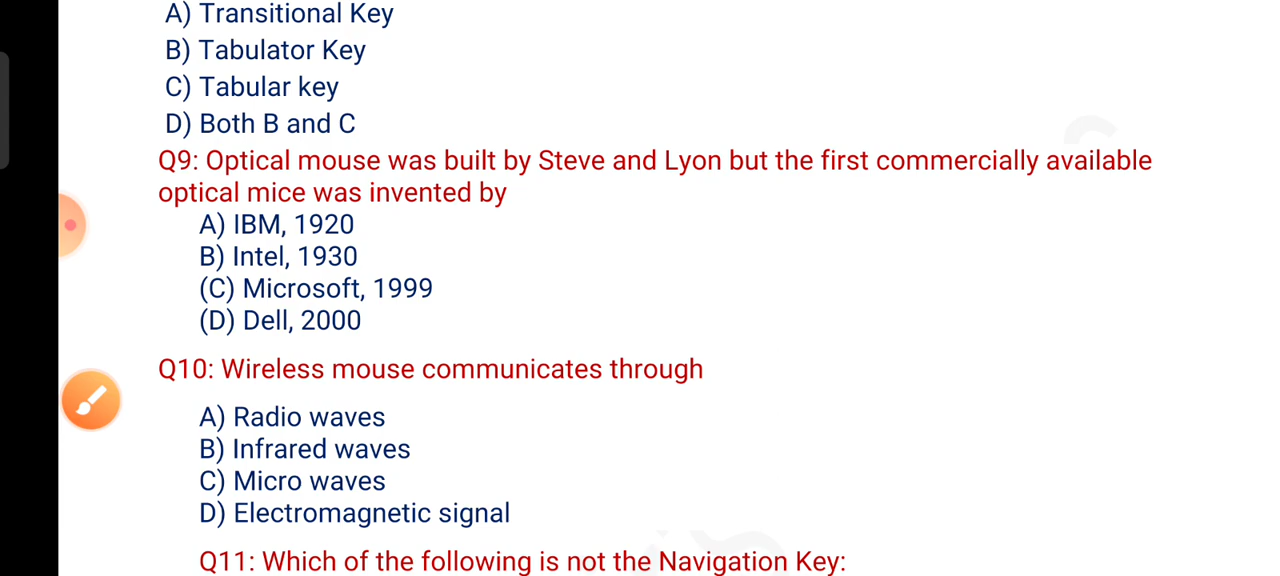 A) Transitional Key
B) Tabulator Key
C) Tabular key
D) Both B and C
Q9: Optical mouse was built by Steve and Lyon but the first commercially available
optical mice was invented by
A) IBM, 1920
B) Intel, 1930
(C) Microsoft, 1999
(D) Dell, 2000
Q10: Wireless mouse communicates through
A) Radio waves
B) Infrared waves
C) Micro waves
D) Electromagnetic signal
Q11: Which of the following is not the Navigation Key: